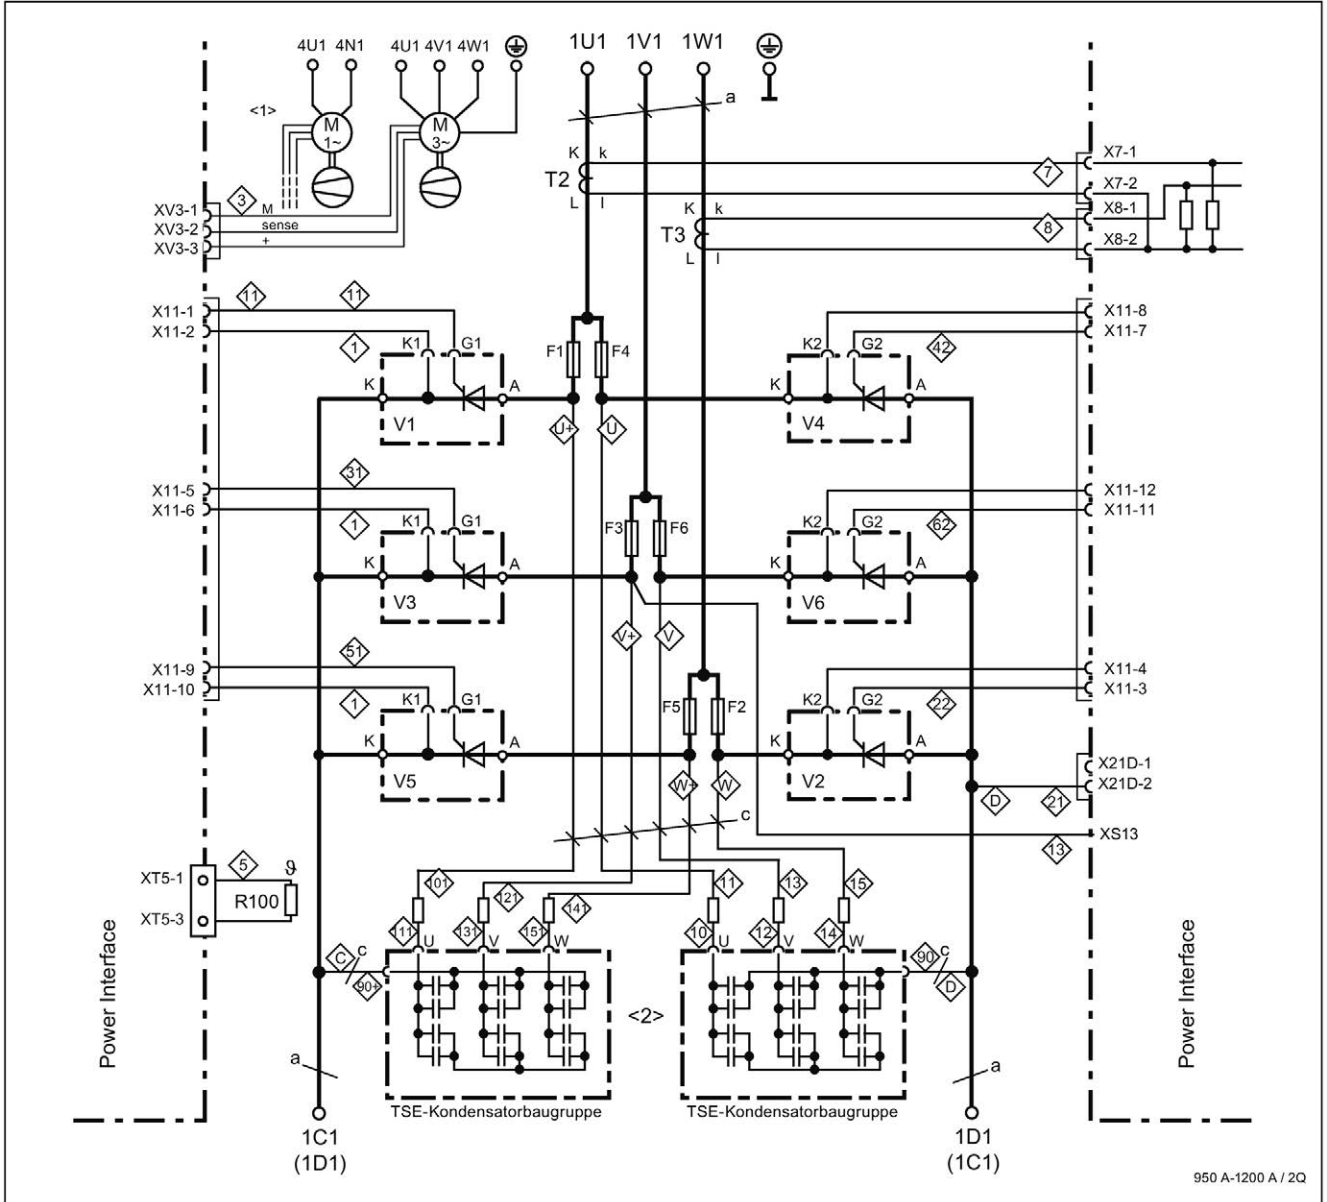 4U1 4N1 4U1 4V1 4W1
1U1 1V1 1W1
<1>
M
1~
M
3~
a
K k
T2
L l
K k
T3
L l
7
X7-1
X7-2
8
X8-1
X8-2
3
XV3-1
XV3-2
XV3-3
M
sense
+
11 11
X11-1
X11-2
1
K1 G1
K A
V1
F1 F4
U+ U
K2 G2
K A
V4
42
X11-8
X11-7
31
X11-5
X11-6
1
K1 G1
K A
V3
F3 F6
V+ V
K2 G2
K A
V6
62
X11-12
X11-11
51
X11-9
X11-10
1
K1 G1
K A
V5
F5 F2
W+ W
K2 G2
K A
V2
22
X11-4
X11-3
X21D-1
X21D-2
D 21
XS13
13
c
XT5-1
XT5-3
5
ϑ
R100
101 121 141
111 131 151
U V W
11 13 15
10 12 14
U V W
C c
90+
90 c
D
<2>
TSE-Kondensatorbaugruppe
TSE-Kondensatorbaugruppe
Power Interface
Power Interface
a
a
1C1
(1D1)
1D1
(1C1)
950 A-1200 A / 2Q